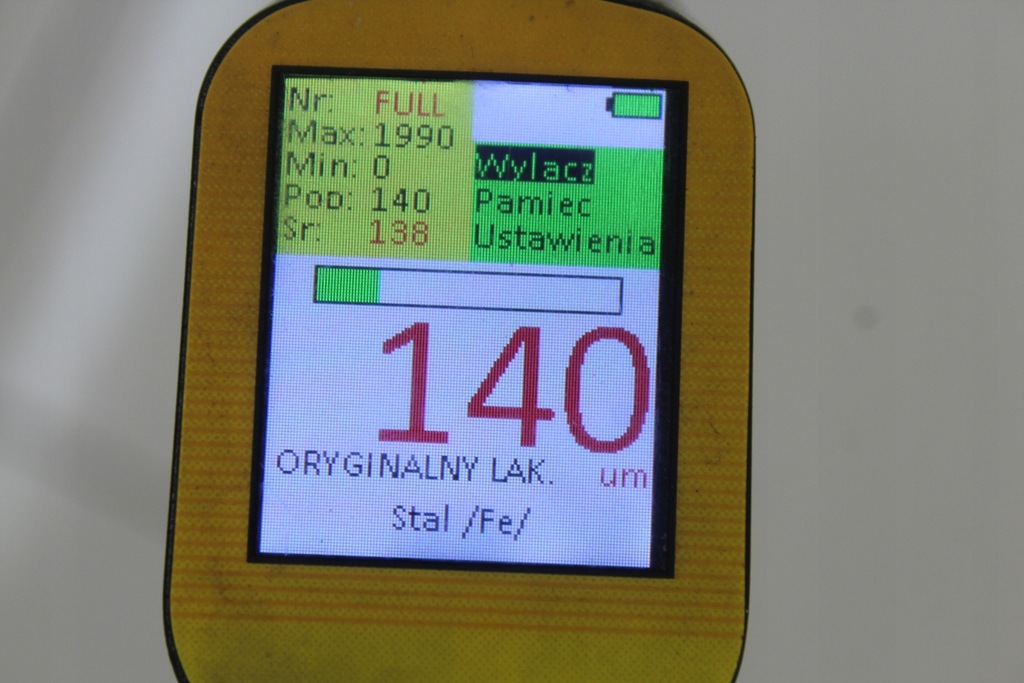 Nr: FULL
Max: 1990
Min: 0
Pop: 140
Sr: 138
Wylacz
Pamiec
Ustawienia
140
um
ORYGINALNY LAK.
Stal /Fe/